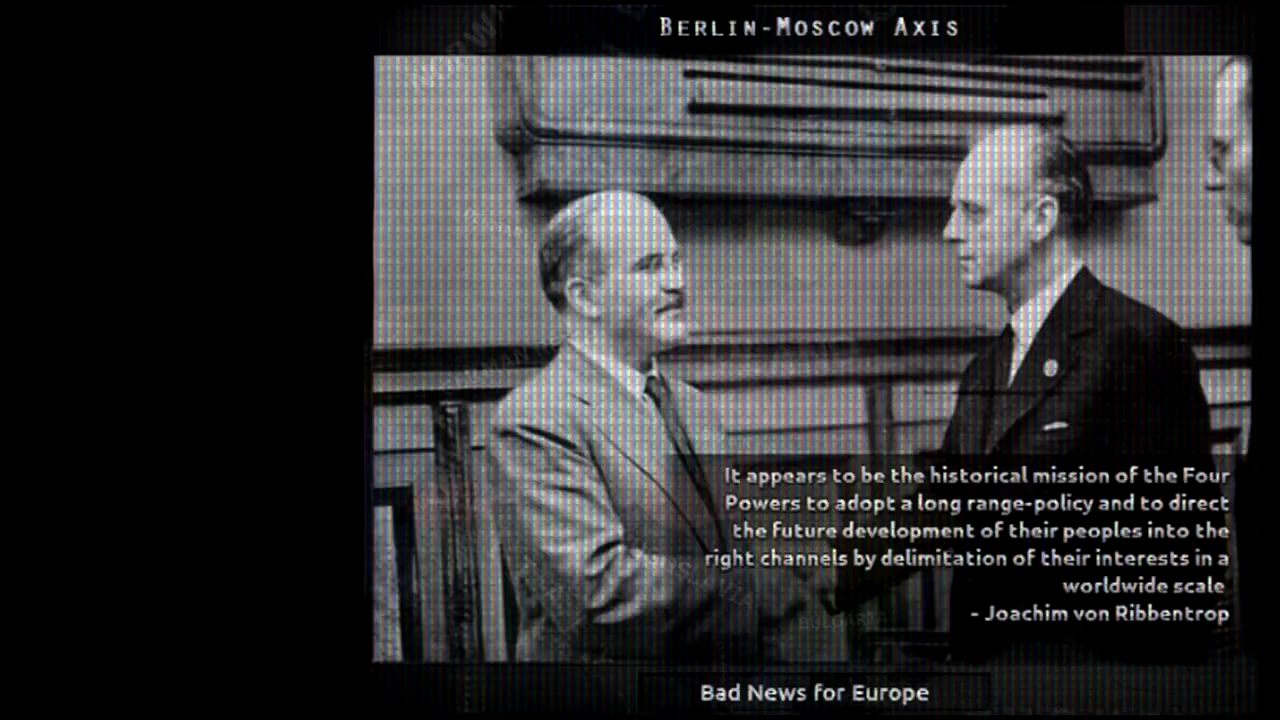 Berlin-Moscow Axis
It appears to be the historical mission of the Four
Powers to adopt a long range-policy and to direct
the future development of their peoples into the
right channels by delimitation of their interests in a
worldwide scale
- Joachim von Ribbentrop
BULGARIA
Bad News for Europe